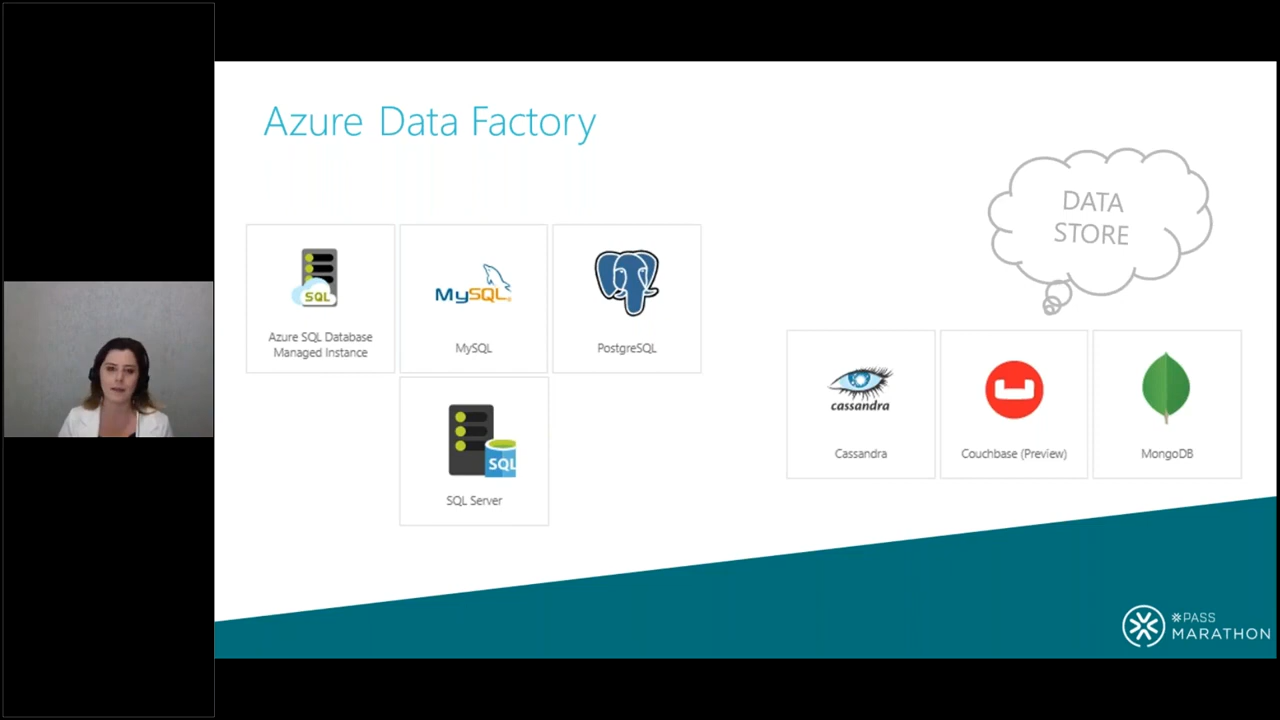 Azure Data Factory
DATA
STORE
SQL
Azure SQL Database
Managed Instance
MySQL
MySQL
PostgreSQL
SQL
SQL Server
cassandra
Cassandra
Couchbase (Preview)
MongoDB
PASS
MARATHON